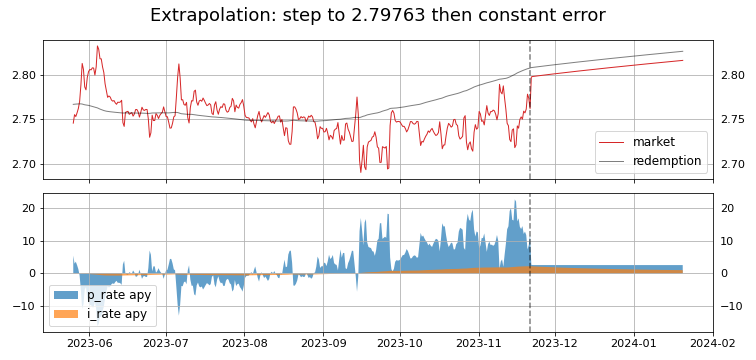 Extrapolation: step to 2.79763 then constant error
2.80
2.75
2.70
2.80
2.75
2.70
market
redemption
20
10
0
−10
20
10
0
−10
p_rate apy
i_rate apy
2023-06 2023-07 2023-08 2023-09 2023-10 2023-11 2023-12 2024-01 2024-02